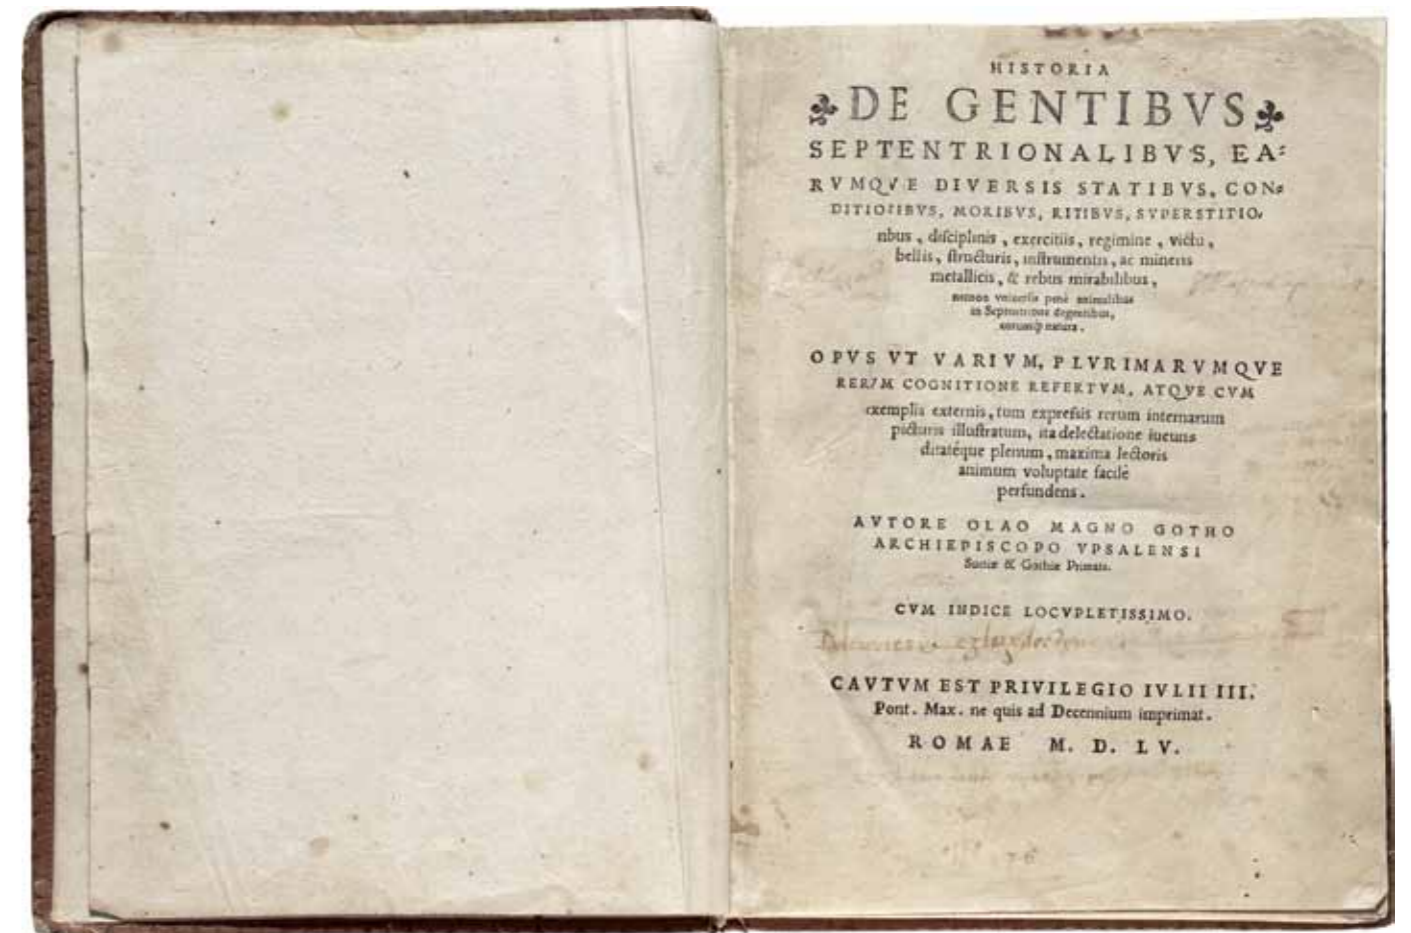 HISTORIA
DE GENTIBVS
SEPTENTRIONALIBVS, EA-
RVMQVE DIVERSIS STATIBVS, CON-
DITIONIBVS, MORIBVS, RITIBVS, SVPERSTITIO-
nibus, disciplinis, exercitiis, regimine, victu,
bellis, structuris, instrumentis, ac mineris
metallicis, & rebus mirabilibus,
necnon vniuersis penè animalibus
in Septentrione degentibus,
eorumq; natura.
OPVS VT VARIVM, PLVRIMARVMQVE
RERVM COGNITIONE REFERTVM, ATQVE CVM
exemplis externis, tum expressis rerum internarum
picturis illustratum, ita delectatione iucun-
ditatéque plenum, maxima lectoris
animum voluptate facilè
perfundens.
AVTORE OLAO MAGNO GOTHO
ARCHIEPISCOPO VPSALENSI
Suetiæ & Gothiæ Primate.
CVM INDICE LOCVPLETISSIMO.
CAVTVM EST PRIVILEGIO IVLII III.
Pont. Max. ne quis ad Decennium imprimat.
ROMAE M. D. LV.